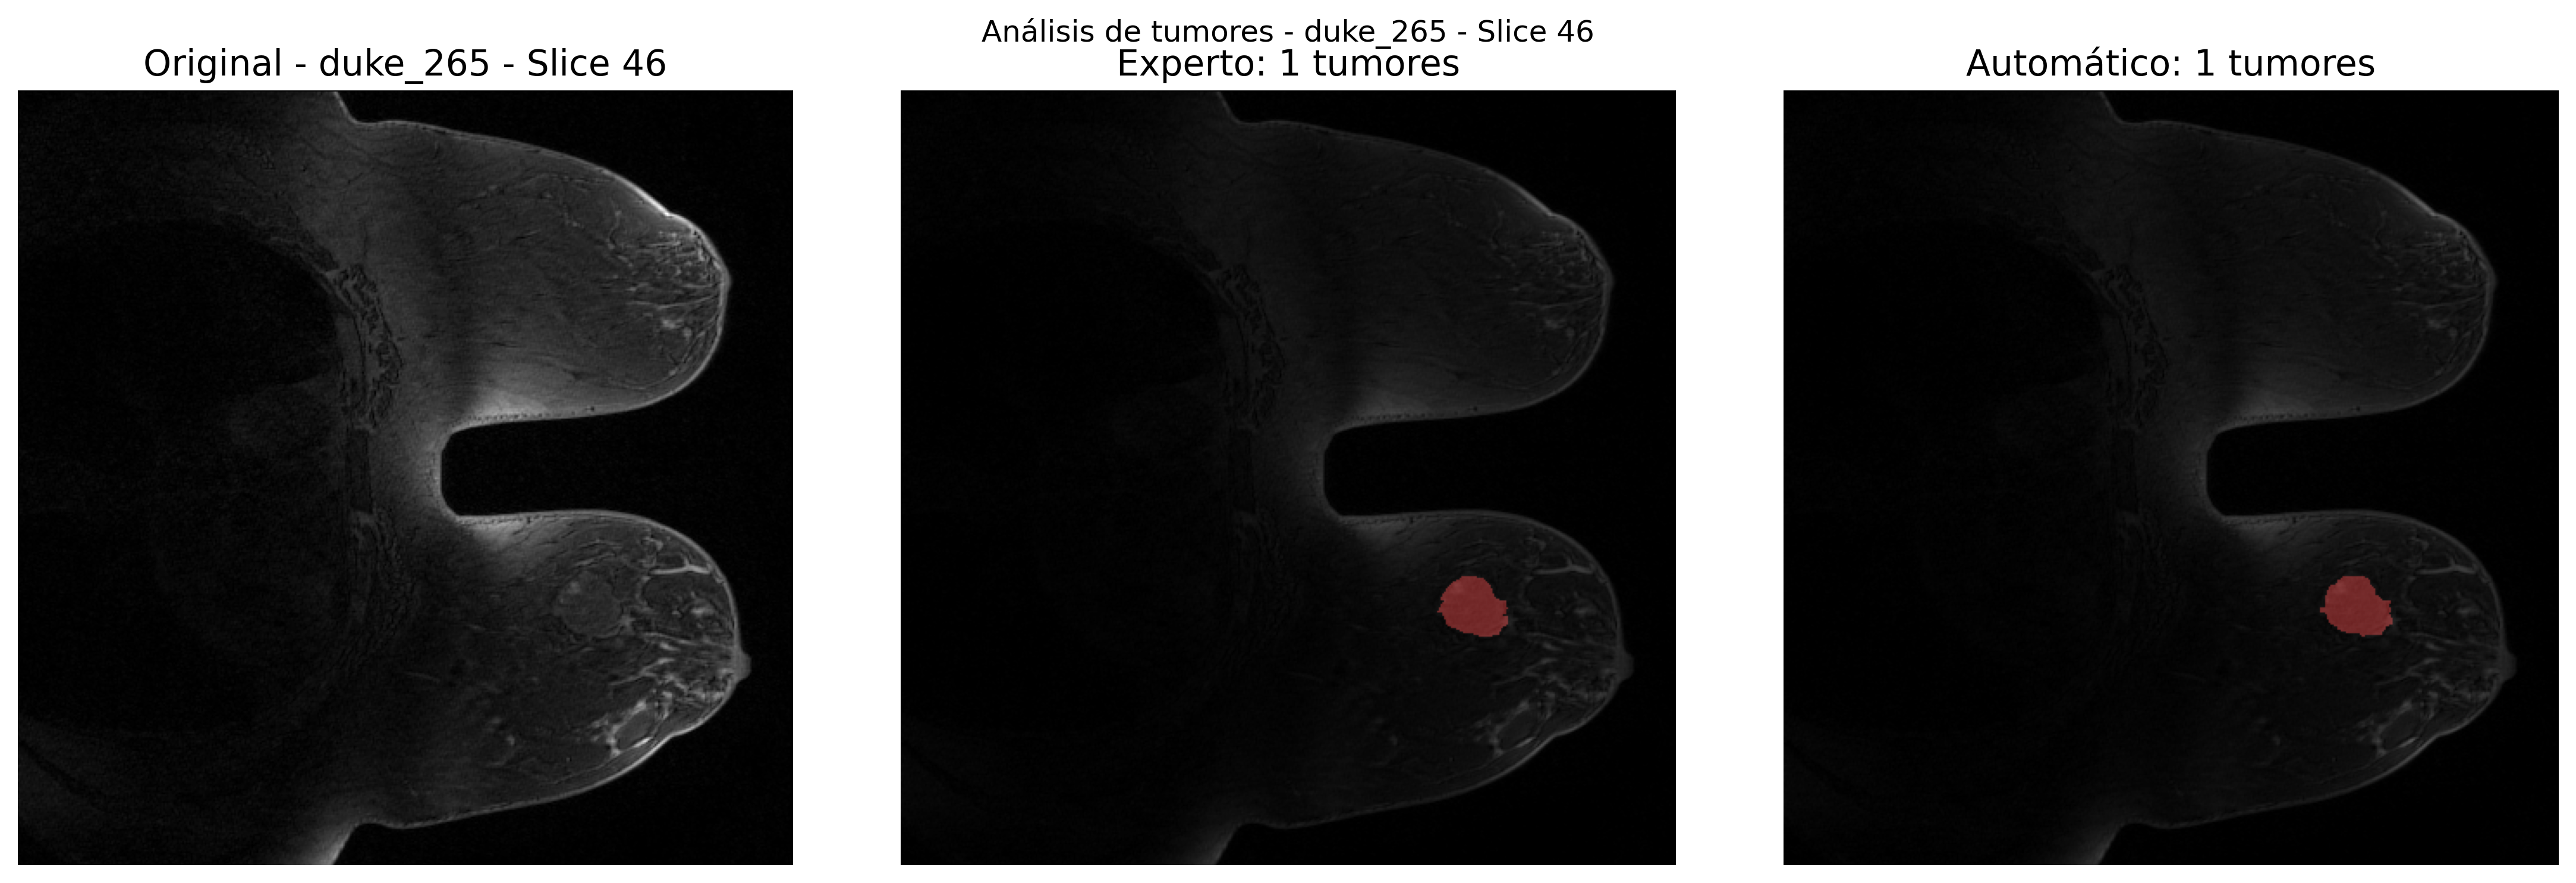 Análisis de tumores - duke_265 - Slice 46
Original - duke_265 - Slice 46
Experto: 1 tumores
Automático: 1 tumores